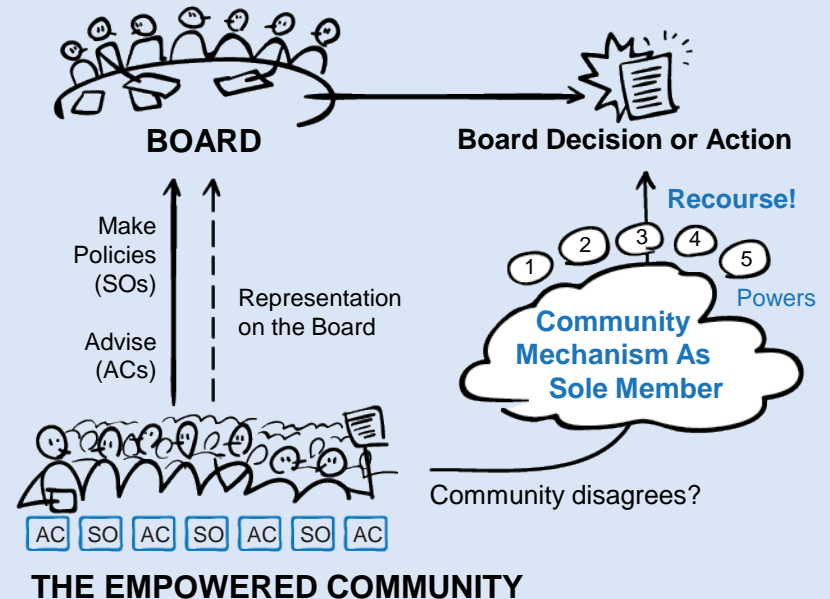 BOARD
Board Decision or Action
Make
Policies
(SOs)
Advise
(ACs)
Representation
on the Board
Recourse!
1
2
3
4
5
Powers
Community
Mechanism As
Sole Member
Community disagrees?
AC SO AC SO AC SO AC
THE EMPOWERED COMMUNITY